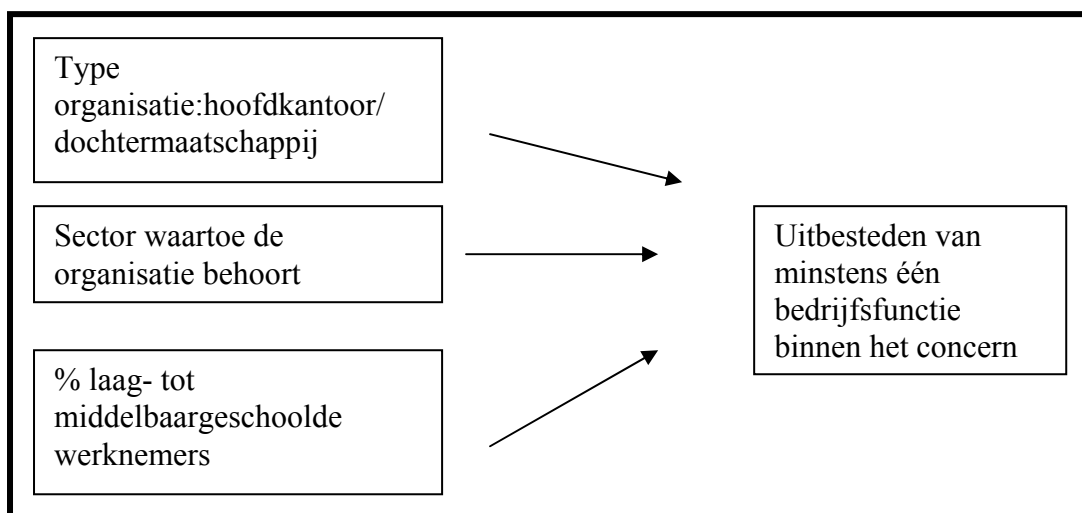 Type
organisatie:hoofdkantoor/
dochtermaatschappij
Sector waartoe de
organisatie behoort
% laag- tot
middelbaargeschoolde
werknemers
Uitbesteden van
minstens één
bedrijfsfunctie
binnen het concern